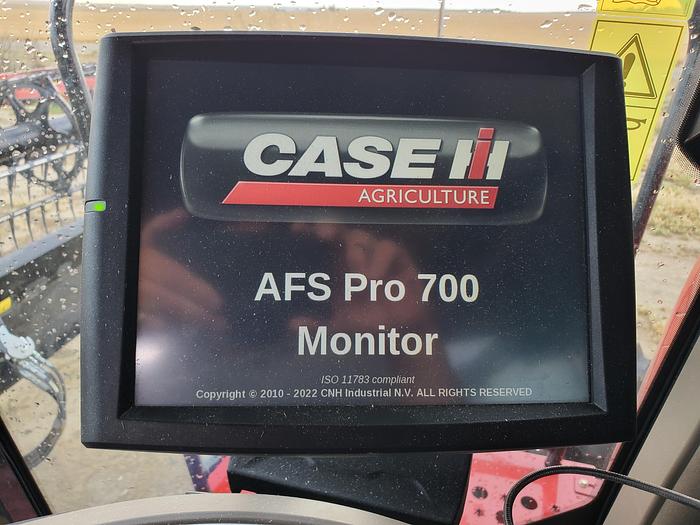 CASE IH
AGRICULTURE
AFS Pro 700
Monitor
ISO 11783 compliant
Copyright © 2010 - 2022 CNH Industrial N.V. ALL RIGHTS RESERVED